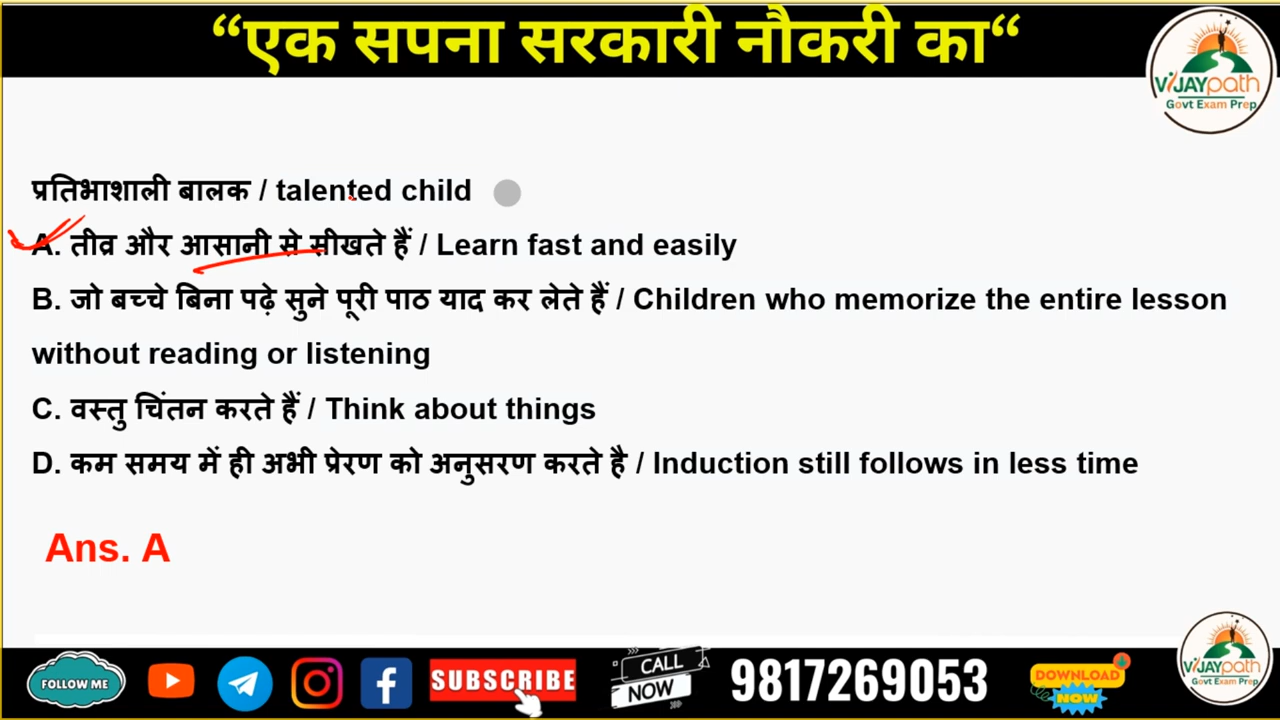 “एक सपना सरकारी नौकरी का“
VIJAYpath
Govt Exam Prep
प्रतिभाशाली बालक / talented child
A. तीव्र और आसानी से सीखते हैं / Learn fast and easily
B. जो बच्चे बिना पढ़े सुने पूरी पाठ याद कर लेते हैं / Children who memorize the entire lesson
without reading or listening
C. वस्तु चिंतन करते हैं / Think about things
D. कम समय में ही अभी प्रेरण को अनुसरण करते है / Induction still follows in less time
Ans. A
FOLLOW ME
SUBSCRIBE
CALL
NOW
9817269053
DOWNLOAD
NOW
VIJAYpath
Govt Exam Prep